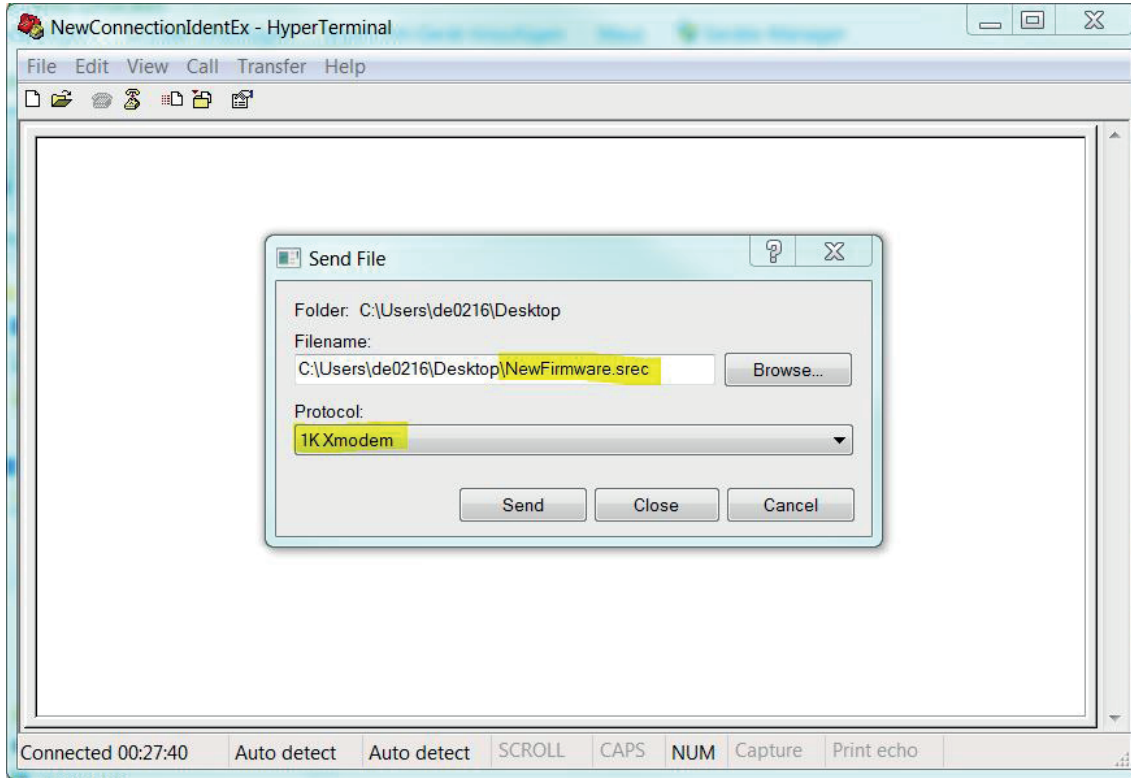 NewConnectionIdentEx - HyperTerminal
File Edit View Call Transfer Help
Send File
Folder: C:\Users\de0216\Desktop
Filename:
C:\Users\de0216\Desktop\NewFirmware.srec Browse...
Protocol:
1K Xmodem
Send Close Cancel
Connected 00:27:40 Auto detect Auto detect SCROLL CAPS NUM Capture Print echo